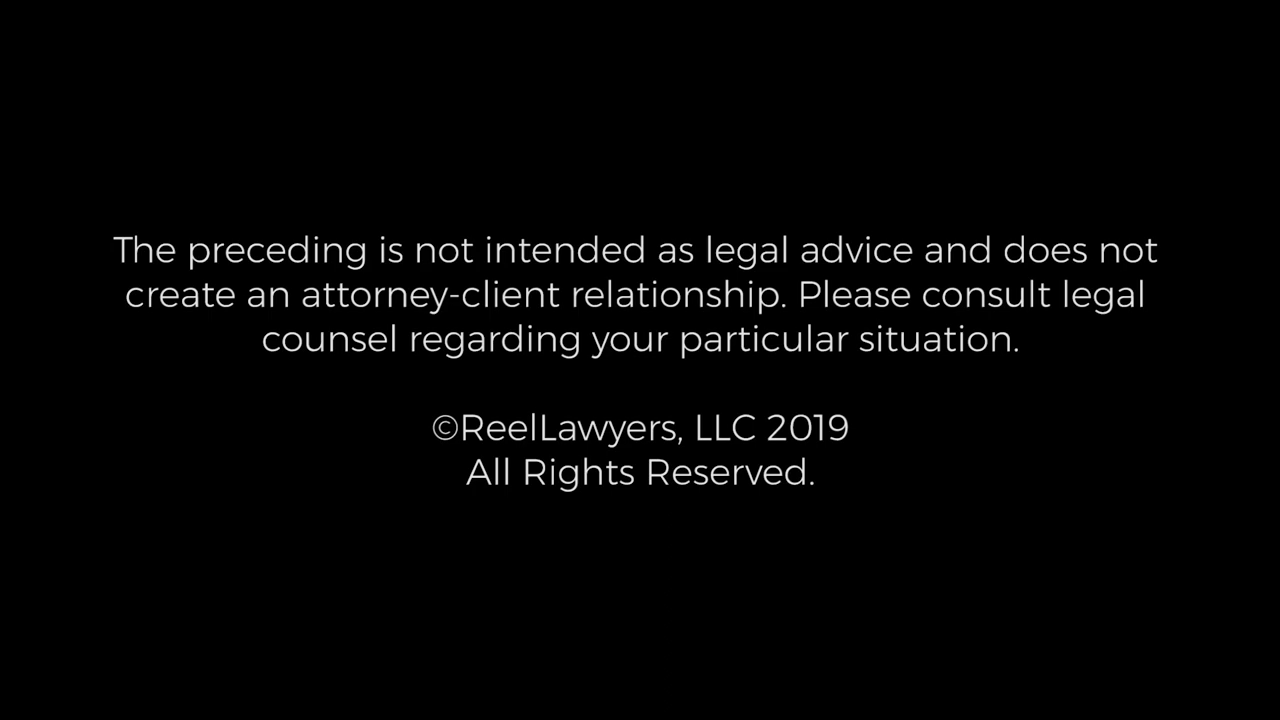 The preceding is not intended as legal advice and does not
create an attorney-client relationship. Please consult legal
counsel regarding your particular situation.
©ReelLawyers, LLC 2019
All Rights Reserved.